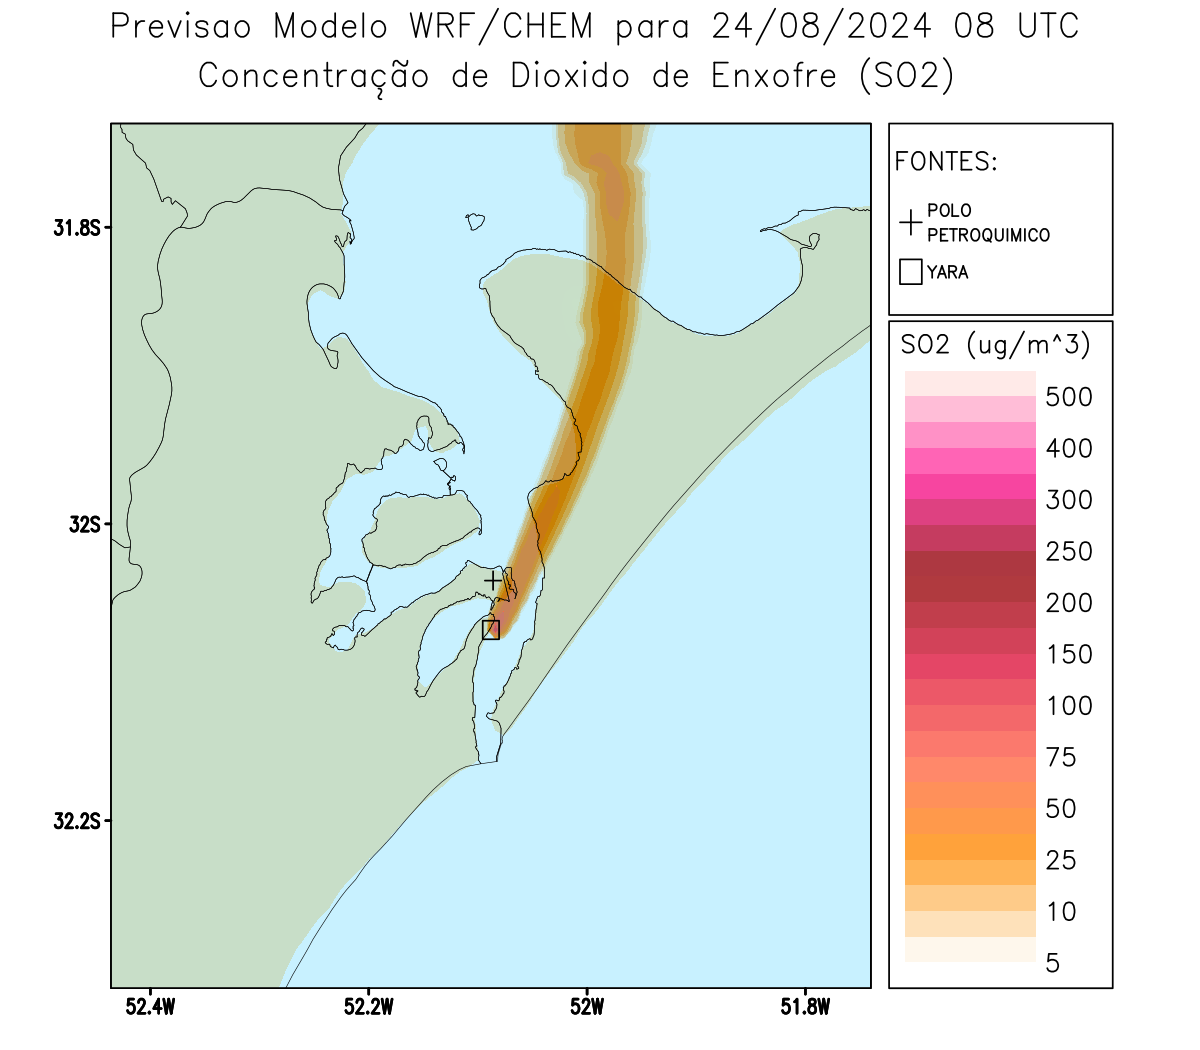 Previsao Modelo WRF/CHEM para 24/08/2024 08 UTC
Concentração de Dioxido de Enxofre (SO2)
FONTES:
POLO
PETROQUIMICO
YARA
31.8S
32S
32.2S
52.4W
52.2W
52W
51.8W
SO2 (ug/m^3)
500
400
300
250
200
150
100
75
50
25
10
5